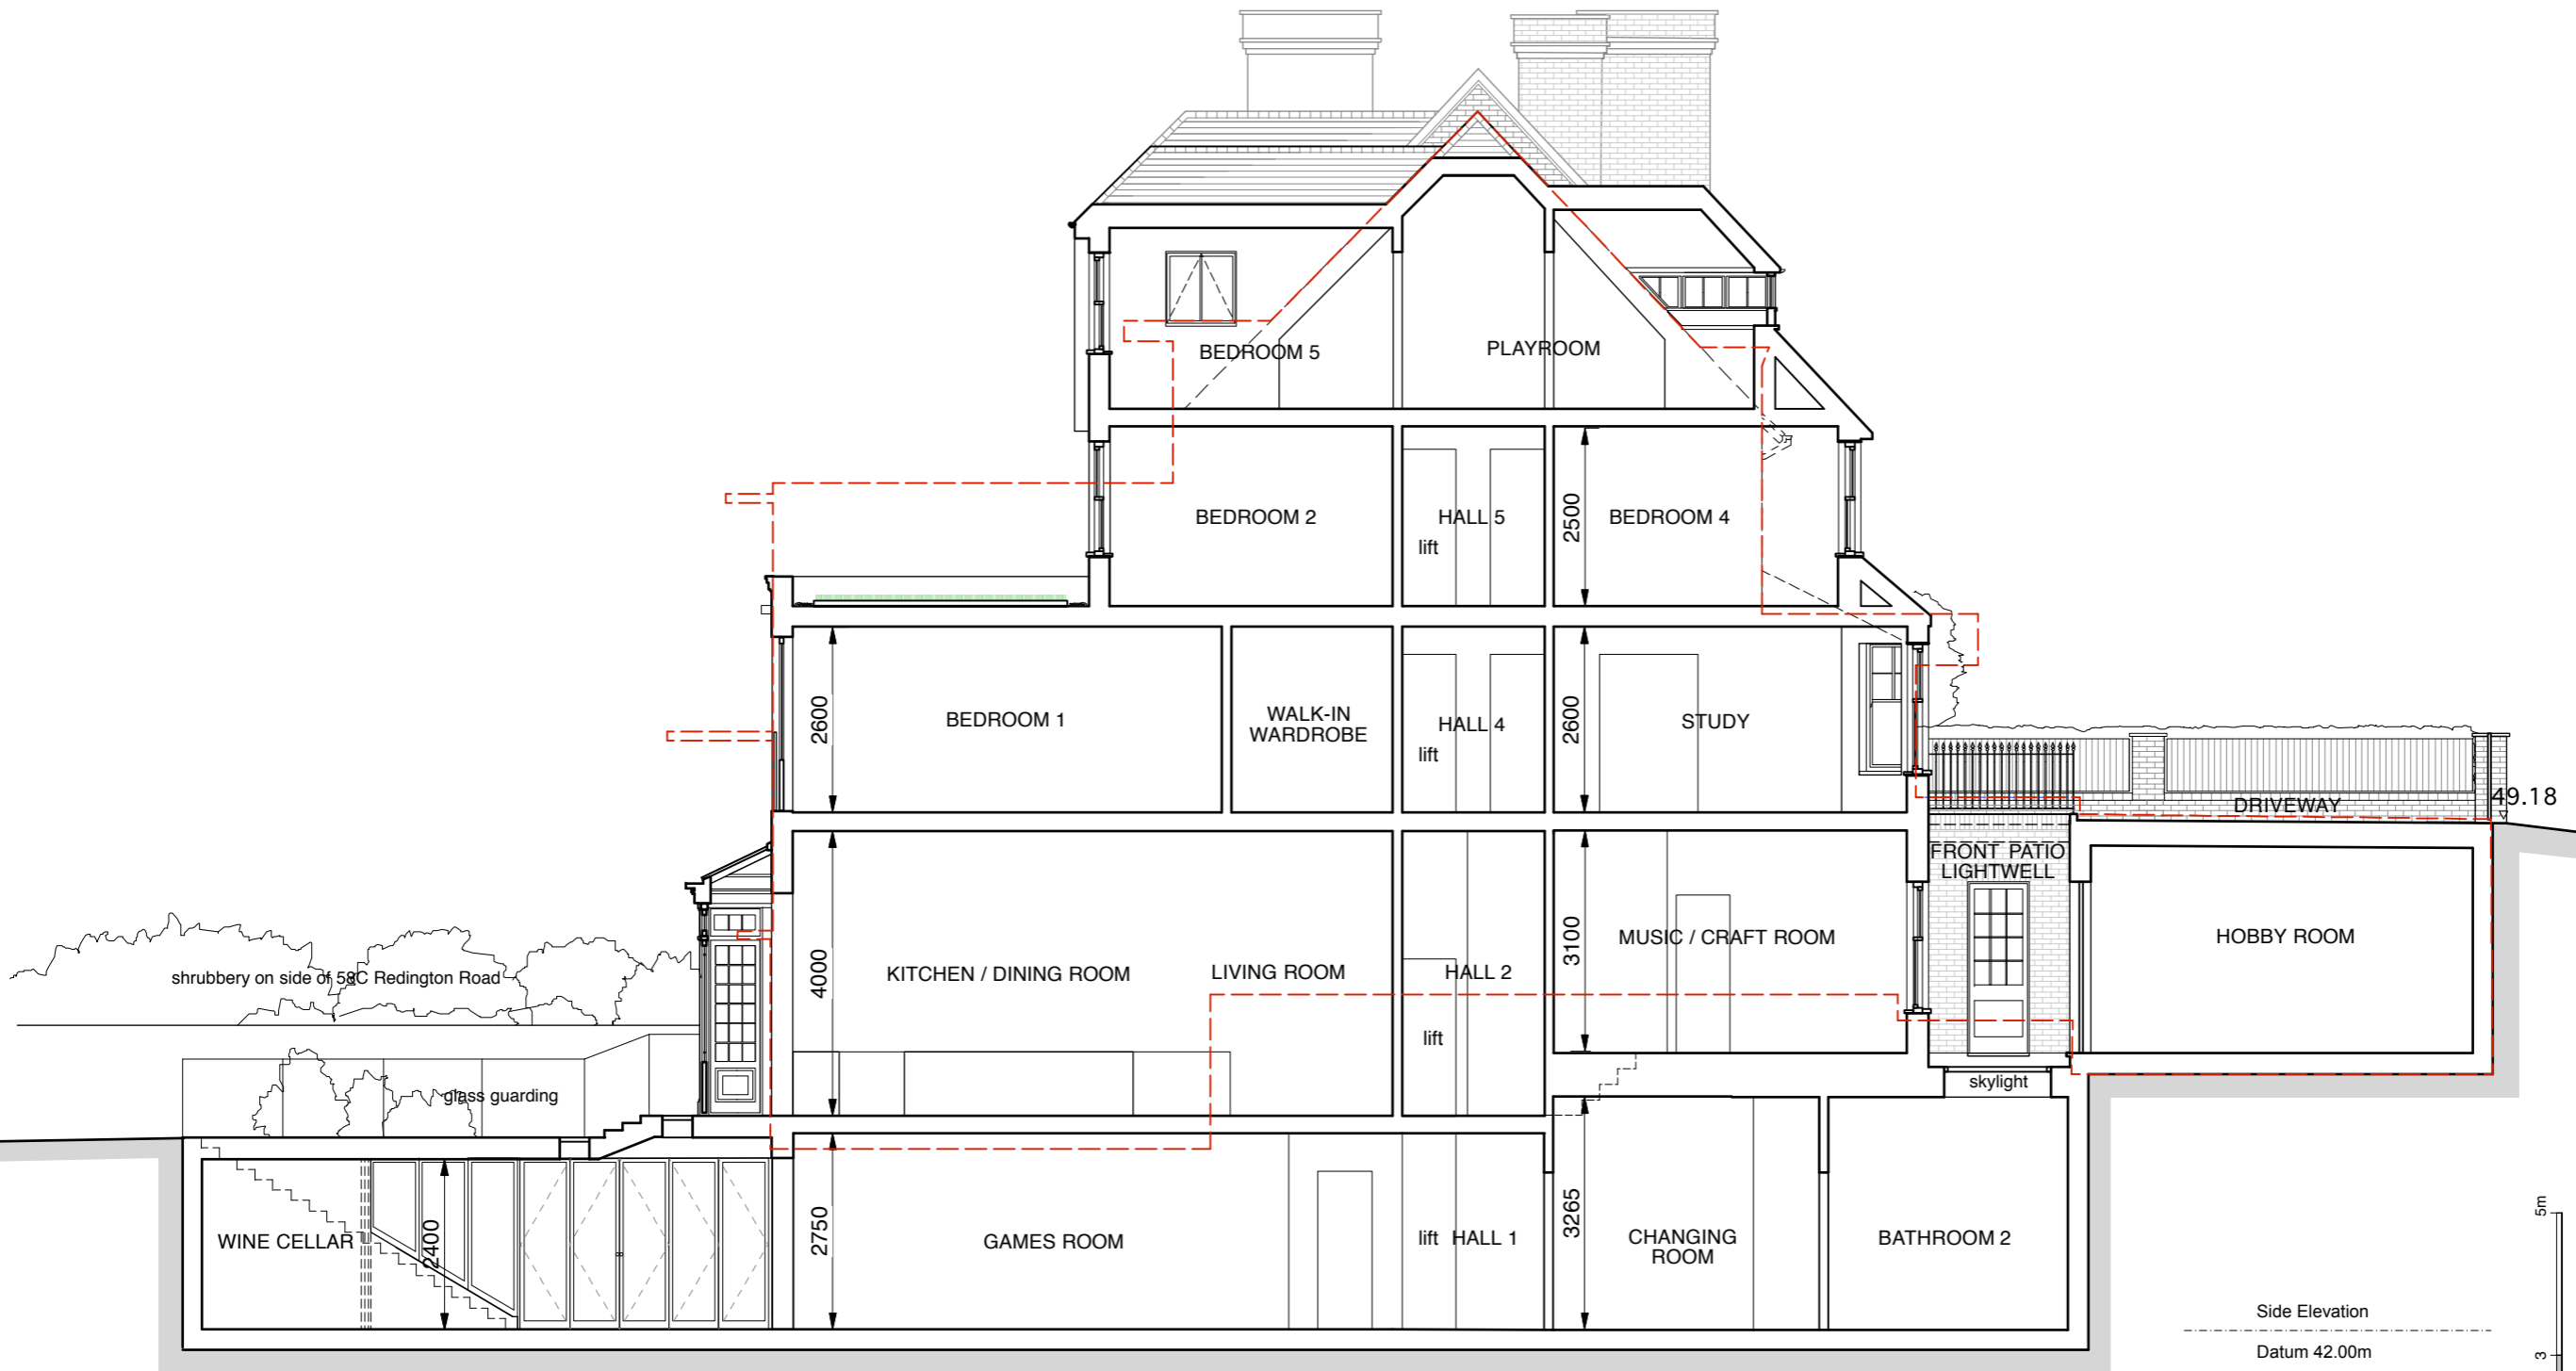 BEDROOM 5
PLAYROOM
BEDROOM 2
HALL 5
lift
2500
BEDROOM 4
2600
BEDROOM 1
WALK-IN
WARDROBE
HALL 4
lift
2600
STUDY
DRIVEWAY
49.18
FRONT PATIO
LIGHTWELL
4000
KITCHEN / DINING ROOM
LIVING ROOM
HALL 2
lift
3100
MUSIC / CRAFT ROOM
HOBBY ROOM
shrubbery on side of 58C Redington Road
glass guarding
skylight
WINE CELLAR
2400
2750
GAMES ROOM
lift HALL 1
3265
CHANGING
ROOM
BATHROOM 2
5m
3
Side Elevation
Datum 42.00m